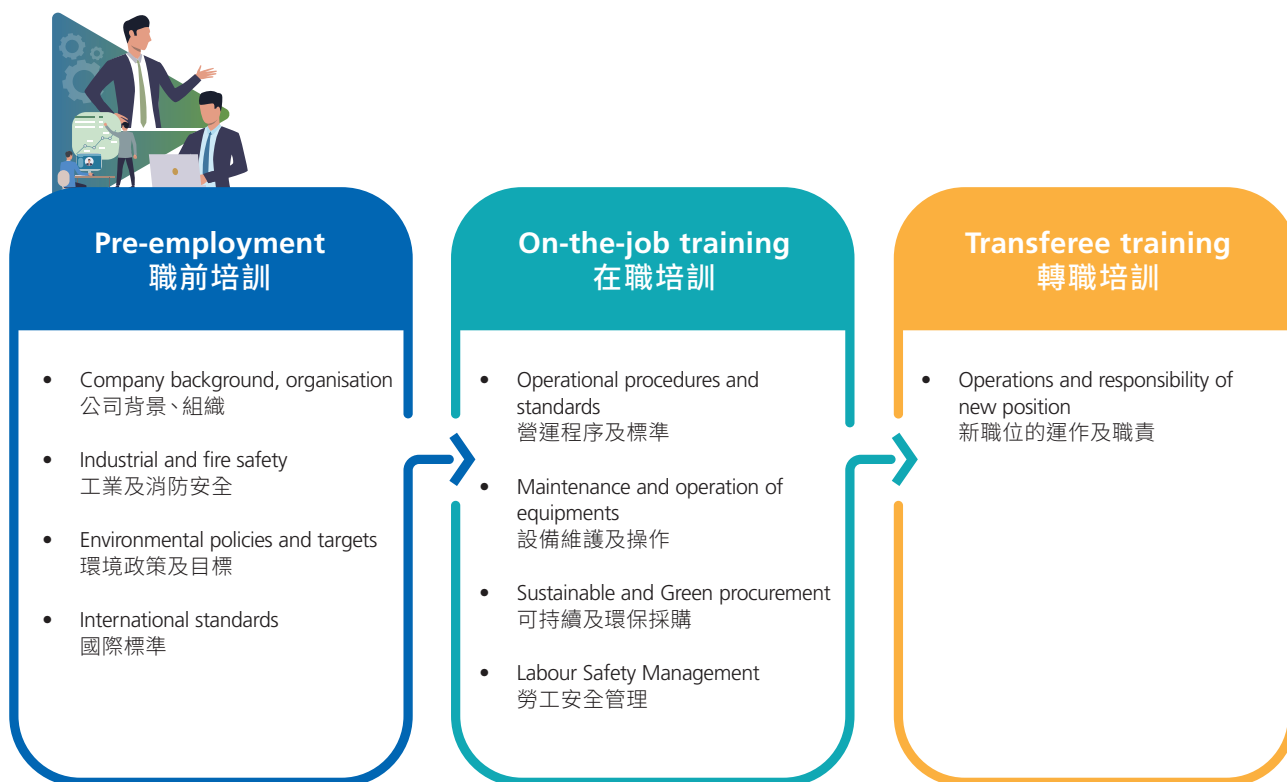 Pre-employment
職前培訓
• Company background, organisation
公司背景、組織
• Industrial and fire safety
工業及消防安全
• Environmental policies and targets
環境政策及目標
• International standards
國際標準
On-the-job training
在職培訓
• Operational procedures and
standards
營運程序及標準
• Maintenance and operation of
equipments
設備維護及操作
• Sustainable and Green procurement
可持續及環保採購
• Labour Safety Management
勞工安全管理
Transferee training
轉職培訓
• Operations and responsibility of
new position
新職位的運作及職責